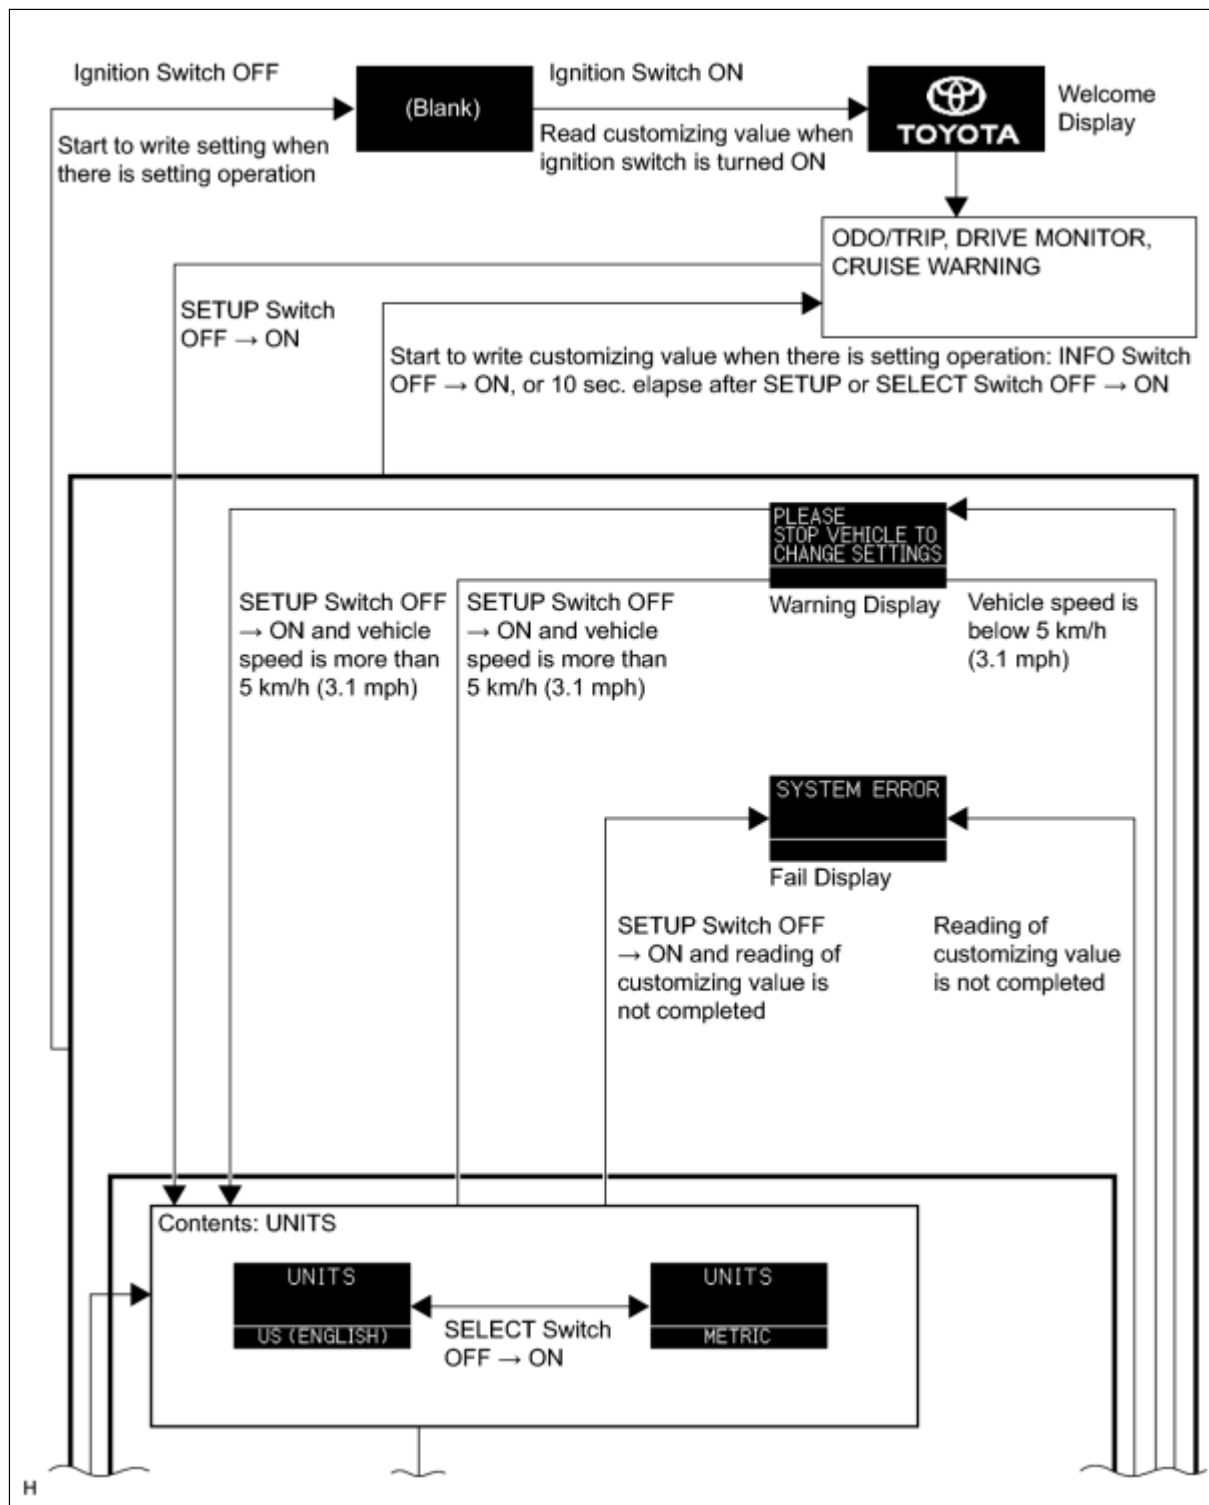 Ignition Switch OFF
(Blank)
Ignition Switch ON
TOYOTA
Welcome
Display
Start to write setting when
there is setting operation
Read customizing value when
ignition switch is turned ON
ODO/TRIP, DRIVE MONITOR,
CRUISE WARNING
SETUP Switch
OFF → ON
Start to write customizing value when there is setting operation: INFO Switch
OFF → ON, or 10 sec. elapse after SETUP or SELECT Switch OFF → ON
PLEASE
STOP VEHICLE TO
CHANGE SETTINGS
Warning Display
SETUP Switch OFF
→ ON and vehicle
speed is more than
5 km/h (3.1 mph)
SETUP Switch OFF
→ ON and vehicle
speed is more than
5 km/h (3.1 mph)
Vehicle speed is
below 5 km/h
(3.1 mph)
SYSTEM ERROR
Fail Display
SETUP Switch OFF
→ ON and reading of
customizing value is
not completed
Reading of
customizing value
is not completed
Contents: UNITS
UNITS
US (ENGLISH)
SELECT Switch
OFF → ON
UNITS
METRIC
H